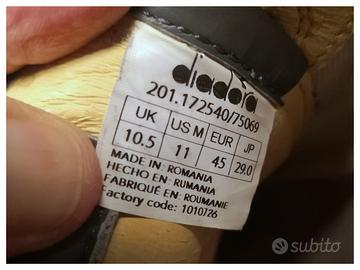 diadora
201.172540/75069
UK US M EUR JP
10.5 11 45 29.0
MADE IN: ROMANIA
HECHO EN: RUMANIA
FABRIQUÉ EN: ROUMANIE
Factory code: 1010726
subito